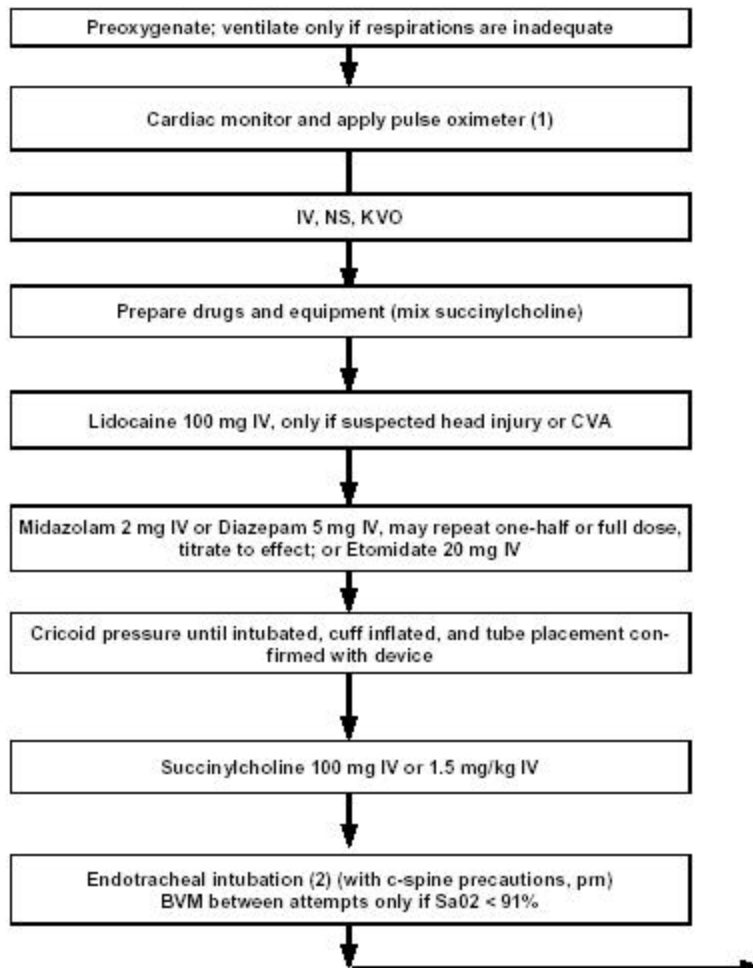 Preoxygenate; ventilate only if respirations are inadequate
Cardiac monitor and apply pulse oximeter (1)
IV, NS, KVO
Prepare drugs and equipment (mix succinylcholine)
Lidocaine 100 mg IV, only if suspected head injury or CVA
Midazolam 2 mg IV or Diazepam 5 mg IV, may repeat one-half or full dose,
titrate to effect; or Etomidate 20 mg IV
Cricoid pressure until intubated, cuff inflated, and tube placement con-
firmed with device
Succinylcholine 100 mg IV or 1.5 mg/kg IV
Endotracheal intubation (2) (with c-spine precautions, prn)
BVM between attempts only if Sa02 < 91%